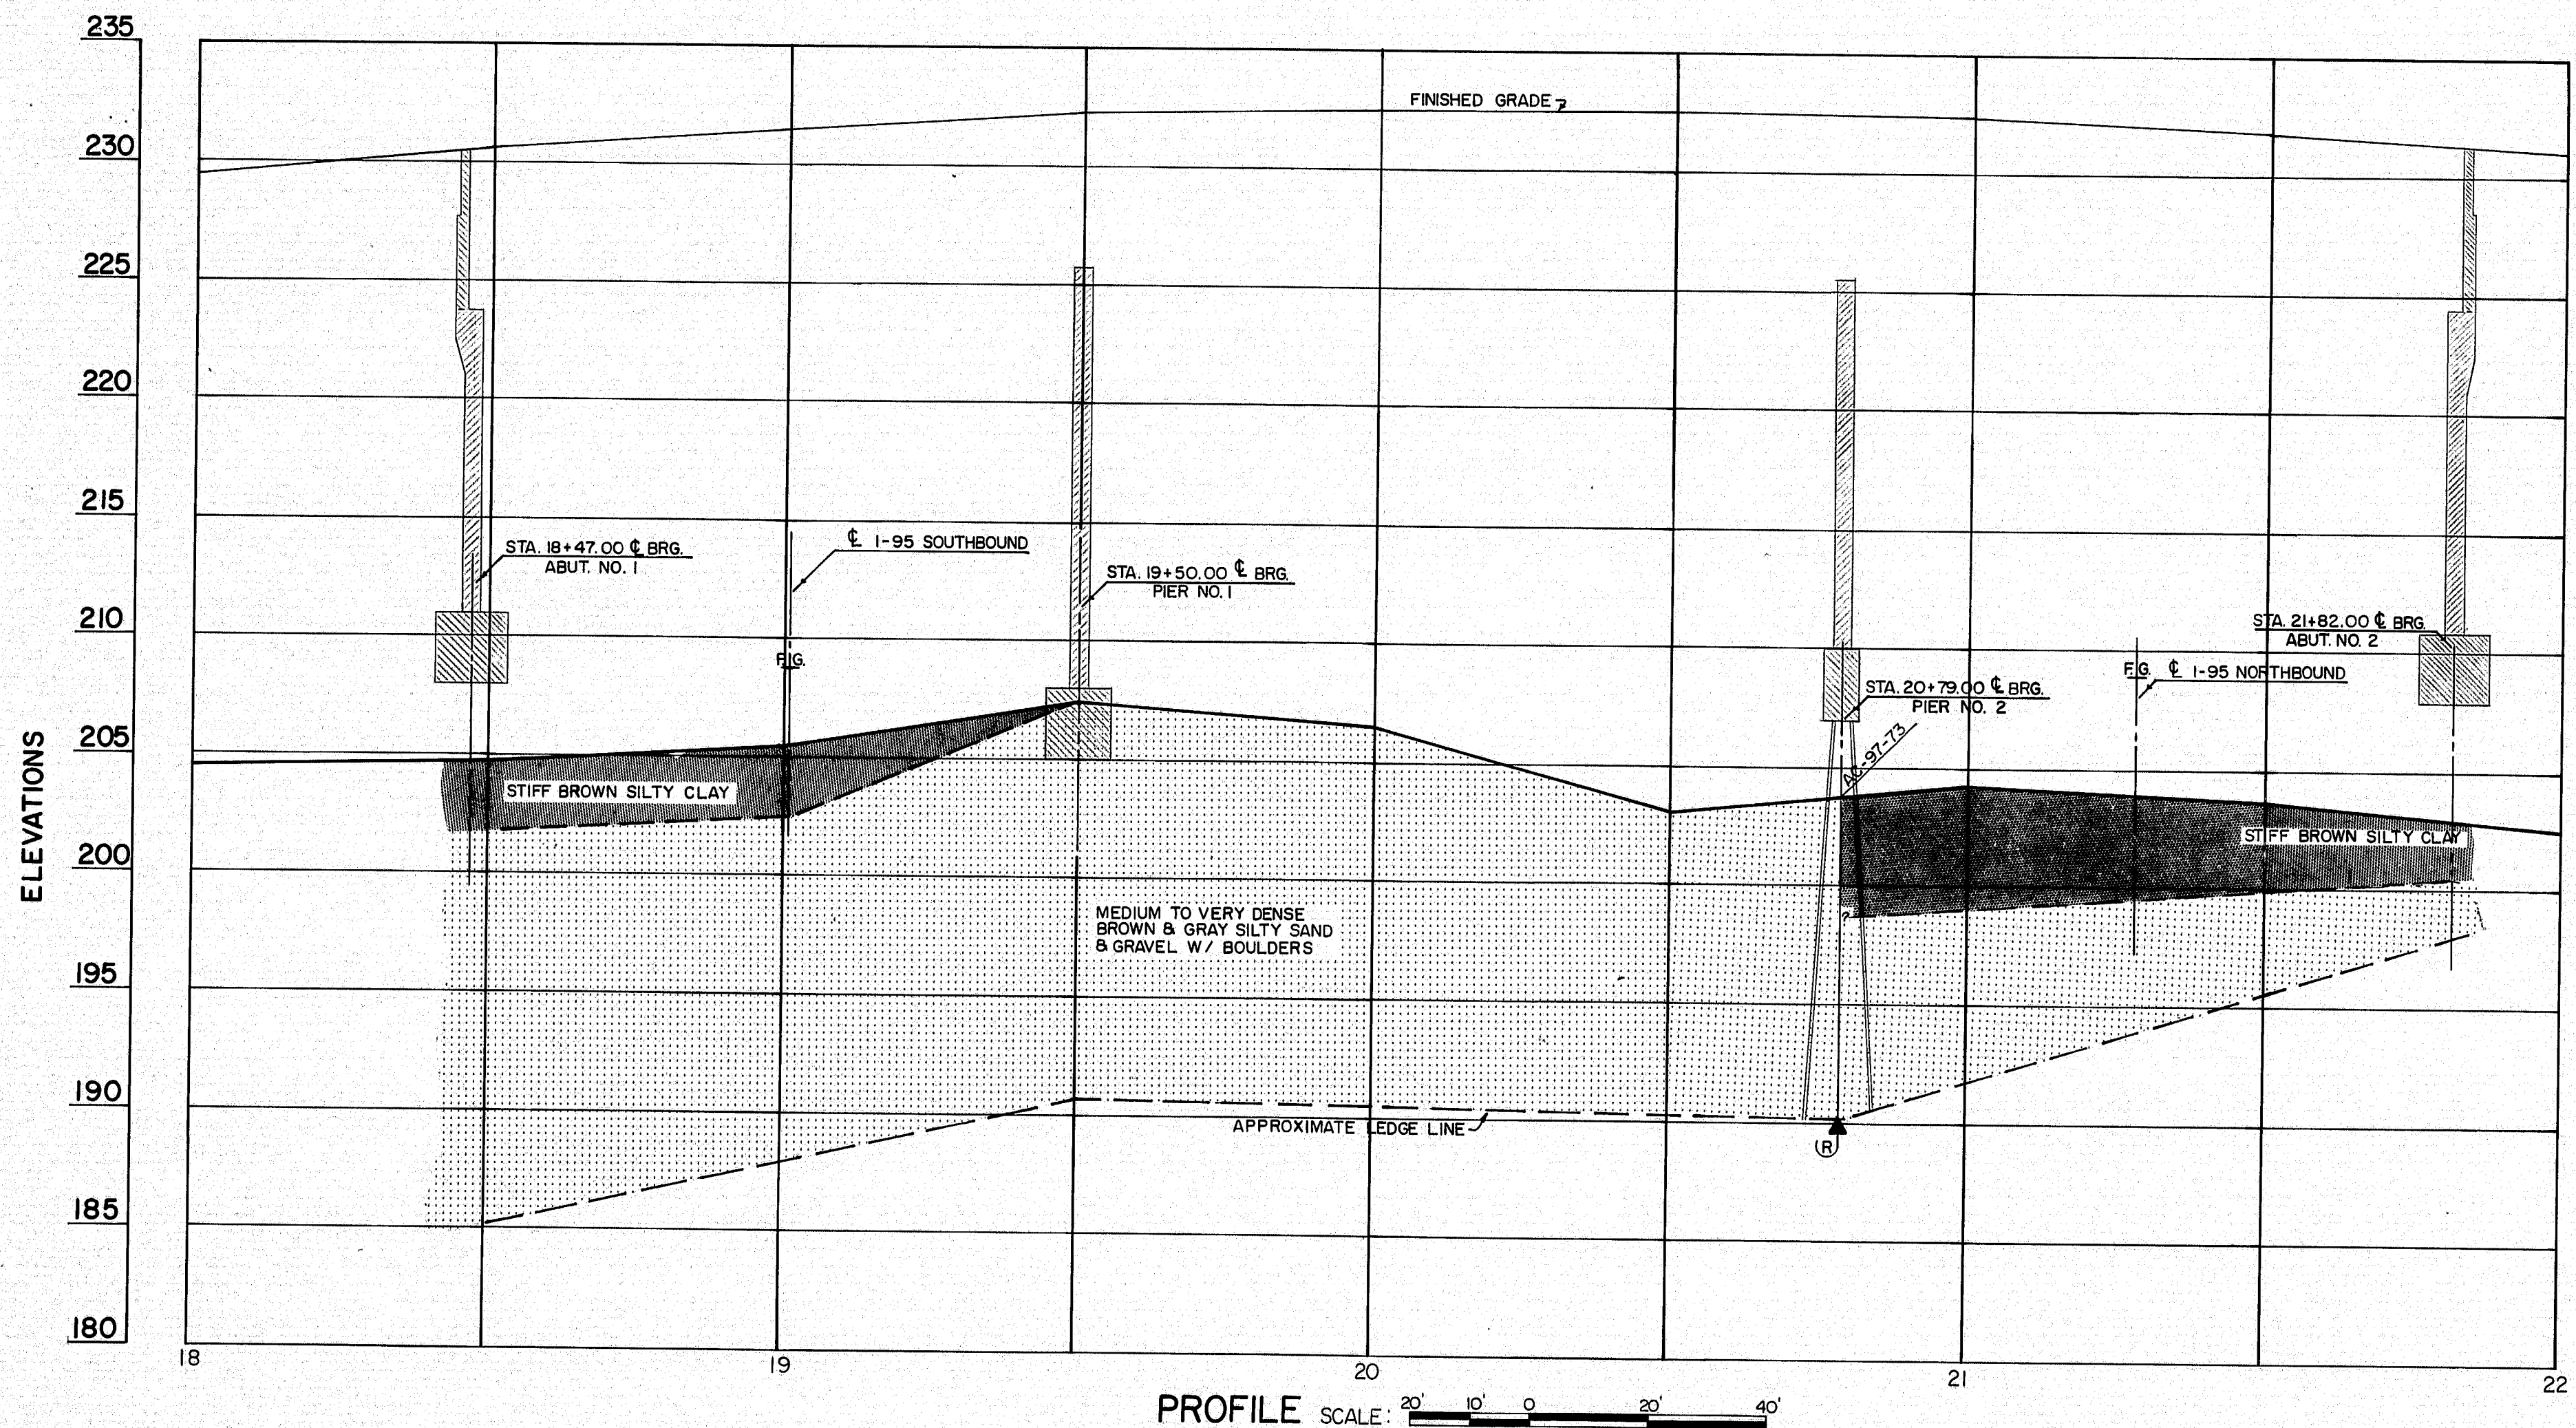 235
FINISHED GRADE
230
225
220
215
STA. 18+47.00 ℄ BRG.
ABUT. NO. 1
℄ 1-95 SOUTHBOUND
STA. 19+50.00 ℄ BRG.
PIER NO. 1
210
F.G.
STA. 21+82.00 ℄ BRG.
ABUT. NO. 2
F.G. ℄ 1-95 NORTHBOUND
STA. 20+79.00 ℄ BRG.
PIER NO. 2
205
AC-97-73
STIFF BROWN SILTY CLAY
STIFF BROWN SILTY CLAY
ELEVATIONS
200
MEDIUM TO VERY DENSE
BROWN & GRAY SILTY SAND
& GRAVEL W/ BOULDERS
195
190
APPROXIMATE LEDGE LINE
R
185
180
18 19 20 21 22
PROFILE SCALE: 20' 10' 0 20' 40'